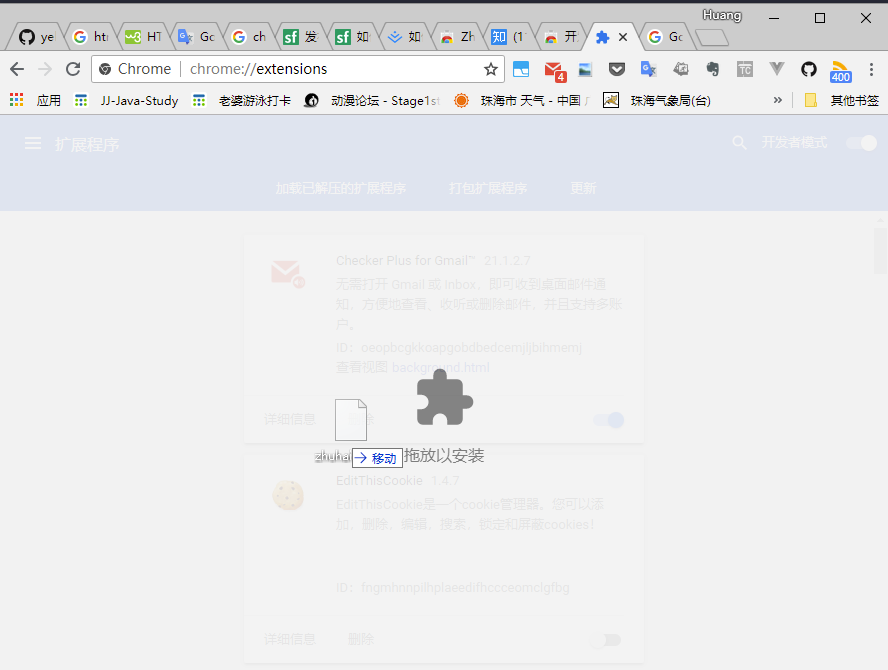 Huang
ye
htt
HT
Go
ch
发
如
如
Zh
(1
开
Go
Chrome
chrome://extensions
4
TC
400
应用
JJ-Java-Study
老婆游泳打卡
动漫论坛 - Stage1st
珠海市 天气 - 中国
珠海气象局(台)
»
其他书签
扩展程序
开发者模式
加载已解压的扩展程序
打包扩展程序
更新
Checker Plus for Gmail™ 21.1.2.7
无需打开 Gmail 或 Inbox，即可收到桌面邮件通
知，方便地查看、收听或删除邮件，并且支持多账
户。
查看视图 background.html
详细信息
zhuhai
移动
拖放以安装
EditThisCookie 1.4.7
EditThisCookie是一个cookie管理器。您可以添
加，删除，编辑，搜索，锁定和屏蔽cookies！
ID：fngmhnnpilhplaeedifhccceomclgfbg
详细信息
删除